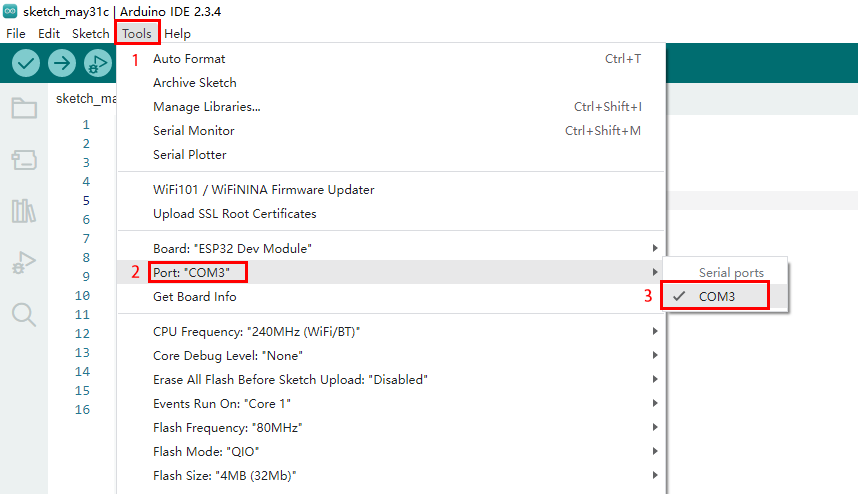 sketch_may31c | Arduino IDE 2.3.4
File Edit Sketch Tools Help
1 Auto Format Ctrl+T
Archive Sketch
sketch_ma
Manage Libraries... Ctrl+Shift+I
Serial Monitor Ctrl+Shift+M
Serial Plotter
WiFi101 / WiFiNINA Firmware Updater
Upload SSL Root Certificates
Board: "ESP32 Dev Module"
2 Port: "COM3"
Serial ports
Get Board Info
3 COM3
CPU Frequency: "240MHz (WiFi/BT)"
Core Debug Level: "None"
Erase All Flash Before Sketch Upload: "Disabled"
Events Run On: "Core 1"
Flash Frequency: "80MHz"
Flash Mode: "QIO"
Flash Size: "4MB (32Mb)"
1
2
3
4
5
6
7
8
9
10
11
12
13
14
15
16